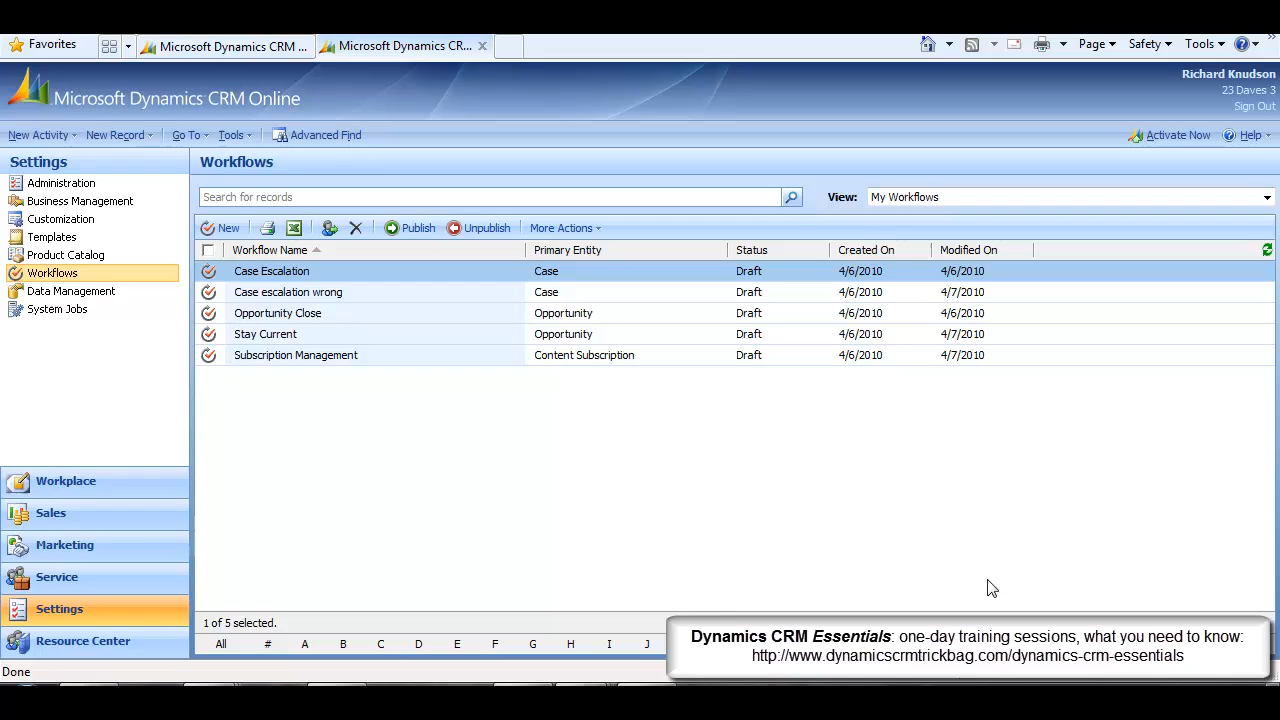 Favorites
Microsoft Dynamics CRM ...
Microsoft Dynamics CR...
Page
Safety
Tools
Richard Knudson
23 Daves 3
Sign Out
Microsoft Dynamics CRM Online
New Activity
New Record
Go To
Tools
Advanced Find
Activate Now
Help
Settings
Workflows
Administration
Business Management
Customization
Templates
Product Catalog
Workflows
Data Management
System Jobs
Search for records
View:
My Workflows
New
Publish
Unpublish
More Actions
Workflow Name Primary Entity Status Created On Modified On
Case Escalation Case Draft 4/6/2010 4/6/2010
Case escalation wrong Case Draft 4/6/2010 4/7/2010
Opportunity Close Opportunity Draft 4/6/2010 4/6/2010
Stay Current Opportunity Draft 4/6/2010 4/7/2010
Subscription Management Content Subscription Draft 4/6/2010 4/7/2010
Workplace
Sales
Marketing
Service
Settings
Resource Center
1 of 5 selected.
All # A B C D E F G H I J
Dynamics CRM Essentials: one-day training sessions, what you need to know:
http://www.dynamicscrmtrickbag.com/dynamics-crm-essentials
Done